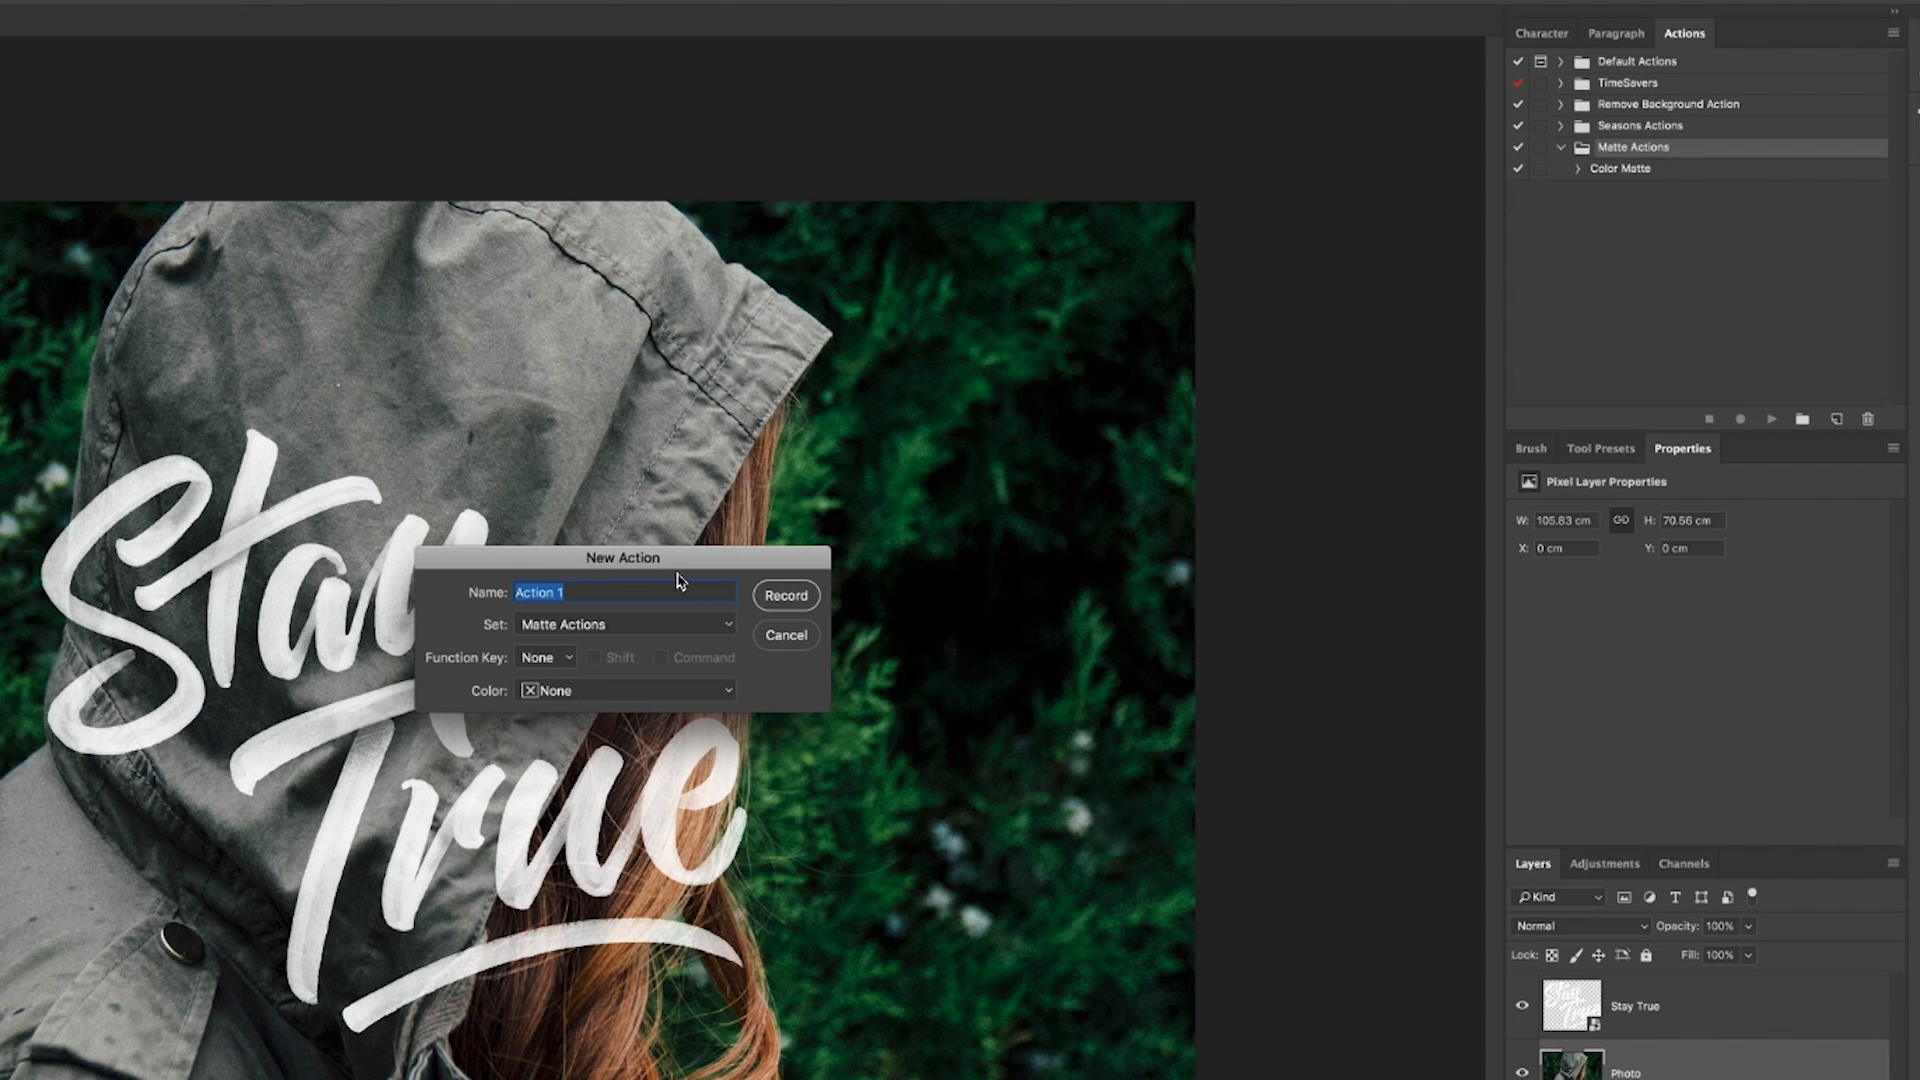 Character Paragraph Actions
Default Actions
TimeSavers
Remove Background Action
Seasons Actions
Matte Actions
Color Matte
Stay
True
New Action
Name: Action 1
Record
Set: Matte Actions
Cancel
Function Key: None Shift Command
Color: None
Brush Tool Presets Properties
Pixel Layer Properties
W: 105.83 cm H: 70.56 cm
X: 0 cm Y: 0 cm
Layers Adjustments Channels
Kind
Normal Opacity: 100%
Lock: Fill: 100%
Stay True
Stay True
Photo